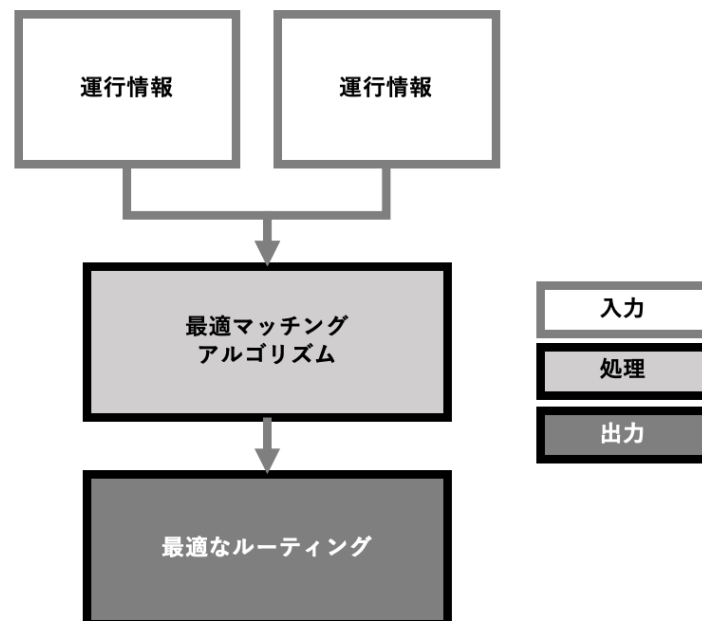 運行情報
運行情報
最適マッチング
アルゴリズム
最適なルーティング
入力
処理
出力